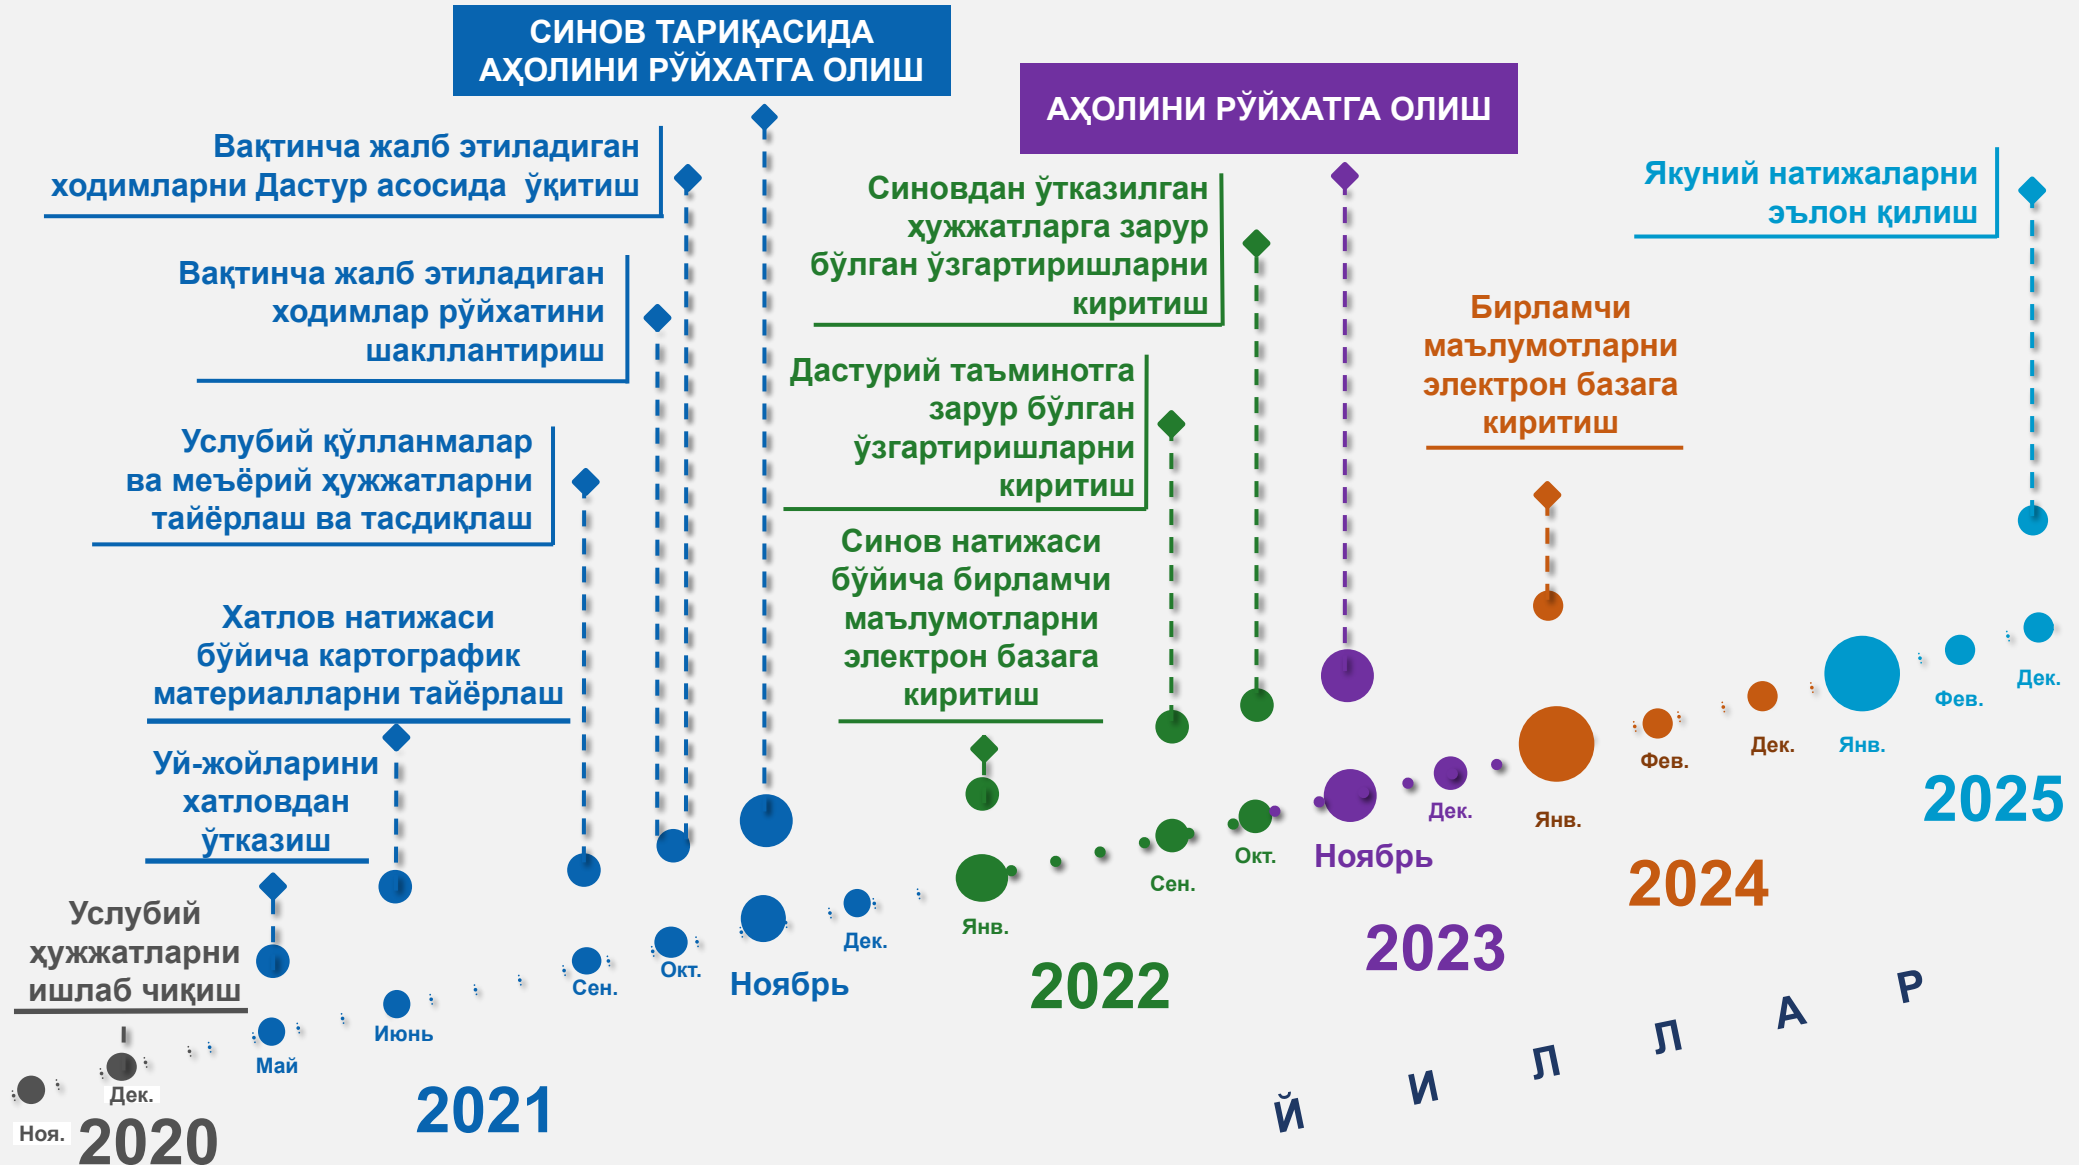 СИНОВ ТАРИҚАСИДА
АҲОЛИНИ РЎЙХАТГА ОЛИШ
АҲОЛИНИ РЎЙХАТГА ОЛИШ
Вақтинча жалб этиладиган
ходимларни Дастур асосида ўқитиш
Вақтинча жалб этиладиган
ходимлар рўйхатини
шакллантириш
Услубий қўлланмалар
ва меъёрий ҳужжатларни
тайёрлаш ва тасдиқлаш
Хатлов натижаси
бўйича картографик
материалларни тайёрлаш
Уй-жойларини
хатловдан
ўтказиш
Услубий
ҳужжатларни
ишлаб чиқиш
Синовдан ўтказилган
ҳужжатларга зарур
бўлган ўзгартиришларни
киритиш
Дастурий таъминотга
зарур бўлган
ўзгартиришларни
киритиш
Синов натижаси
бўйича бирламчи
маълумотларни
электрон базага
киритиш
Бирламчи
маълумотларни
электрон базага
киритиш
Якуний натижаларни
эълон қилиш
Ноя.
Дек.
2020
Май
Июнь
Сен.
Окт.
Ноябрь
Дек.
2021
Янв.
Сен.
Окт.
2022
Ноябрь
Дек.
2023
Янв.
Фев.
Дек.
2024
Янв.
Фев.
Дек.
2025
Й И Л Л А Р